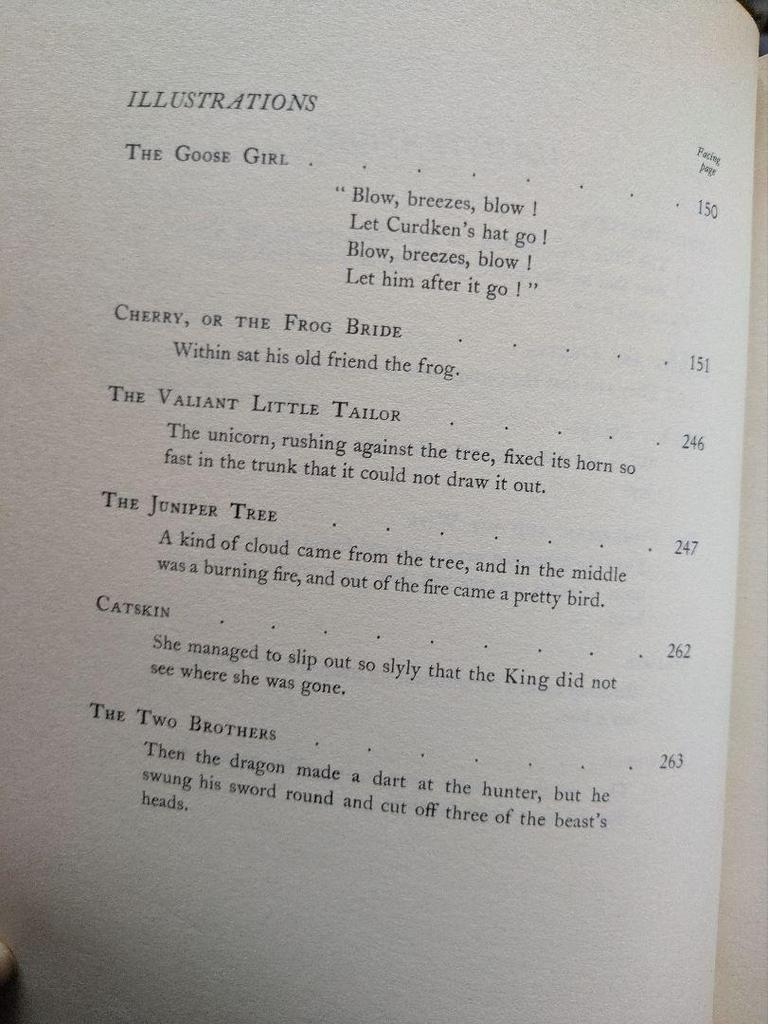 ILLUSTRATIONS
Facing
page
THE GOOSE GIRL . . . . . . . . 150
“ Blow, breezes, blow !
Let Curdken's hat go !
Blow, breezes, blow !
Let him after it go ! ”
CHERRY, OR THE FROG BRIDE . . . . . 151
Within sat his old friend the frog.
THE VALIANT LITTLE TAILOR . . . . . 246
The unicorn, rushing against the tree, fixed its horn so
fast in the trunk that it could not draw it out.
THE JUNIPER TREE . . . . . . . 247
A kind of cloud came from the tree, and in the middle
was a burning fire, and out of the fire came a pretty bird.
CATSKIN . . . . . . . . . 262
She managed to slip out so slyly that the King did not
see where she was gone.
THE TWO BROTHERS . . . . . . . 263
Then the dragon made a dart at the hunter, but he
swung his sword round and cut off three of the beast's
heads.